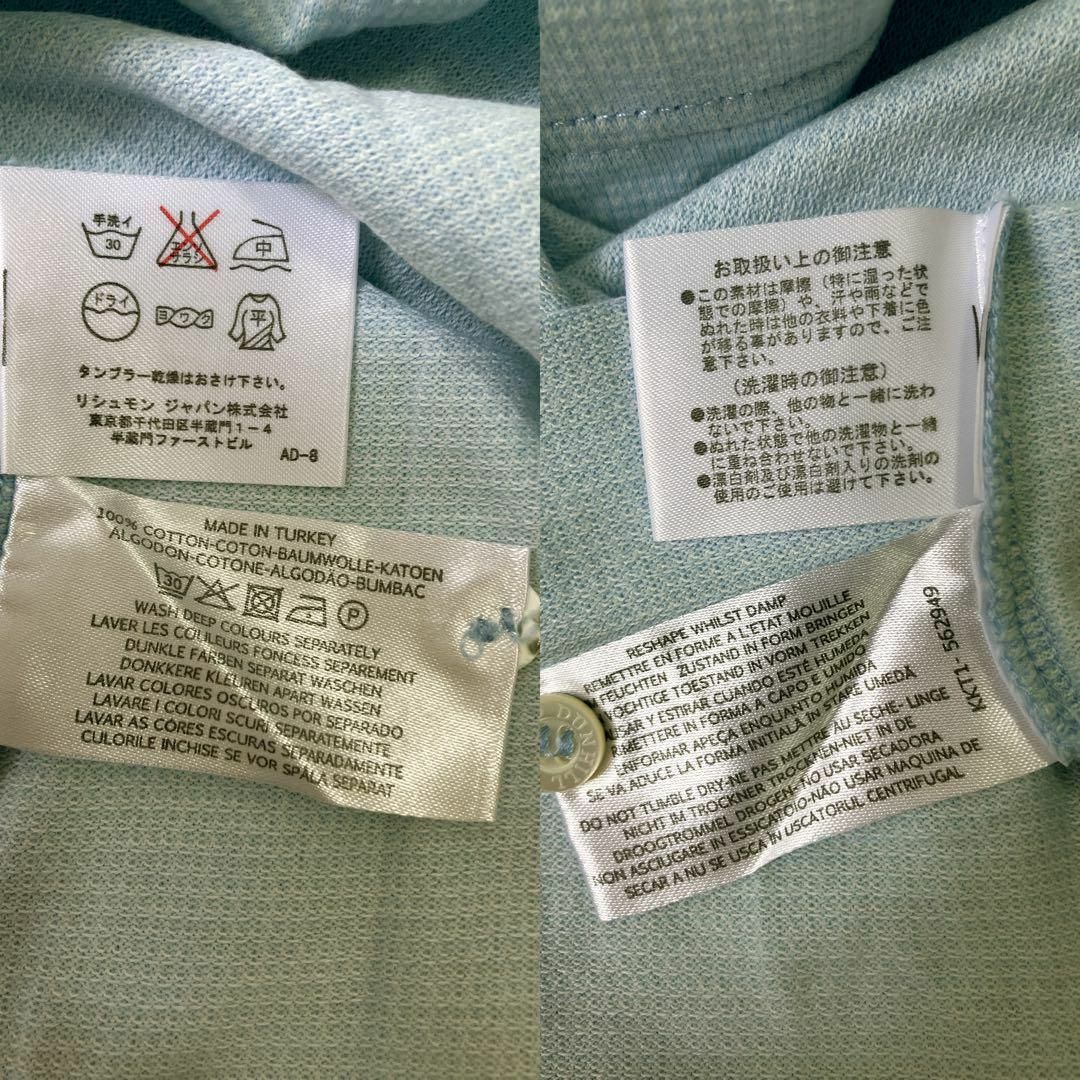 手洗イ
30
エンソ
サラシ
中
ドライ
ヨワク
平
タンブラー乾燥はおさけ下さい。
リシュモン ジャパン株式会社
東京都千代田区半蔵門1-4
半蔵門ファーストビル
AD-8
MADE IN TURKEY
100% COTTON-COTON-BAUMWOLLE-KATOEN
ALGODON-COTONE-ALGODÃO-BUMBAC
30
P
WASH DEEP COLOURS SEPARATELY
LAVER LES COULEURS FONCESS SEPAREMENT
DUNKLE FARBEN SEPARAT WASCHEN
DONKKERE KLEUREN APART WASSEN
LAVAR COLORES OSCUROS POR SEPARADO
LAVARE I COLORI SCURI SEPARATEMENTE
LAVAR AS CÓRES ESCURAS SEPARADAMENTE
CULORILE INCHISE SE VOR SPĂLA SEPARAT
お取扱い上の御注意
●この素材は摩擦(特に湿った状
態での摩擦)や、汗や雨などで
ぬれた時は他の衣料や下着に色
が移る事がありますので、ご注
意下さい。
(洗濯時の御注意)
●洗濯の際、他の物と一緒に洗わ
ないで下さい。
●ぬれた状態で他の洗濯物と一緒
に重ね合わせないで下さい。
●漂白剤及び漂白剤入りの洗剤の
使用のご使用は避けて下さい。
RESHAPE WHILST DAMP
REMETTRE EN FORME A L'ETAT MOUILLE
FEUCHTEN ZUSTAND IN FORM BRINGEN
TOESTAND IN VORM TREKKEN
Y ESTIRAR CUANDO ESTÉ HUMEDA
IN FORMA A CAPO E UMIDO
APEÇA ENQUANTO HUMIDA
SE VA ADUCE LA FORMA INITIALĂ IN STARE UMEDĂ
DO NOT TUMBLE DRY-NE PAS METTRE AU SECHE- LINGE
NICHT IM TROCKNER TROCKNEN-NIET IN DE
DROOGTROMMEL DROGEN-NO USAR SECADORA
NON ASCIUGARE IN ESSICATOIO-NÃO USAR MAQUINA DE
SECAR A NU SE USCA IN USCĂTORUL CENTRIFUGAL
KKTT1- 562949
DUNHILL